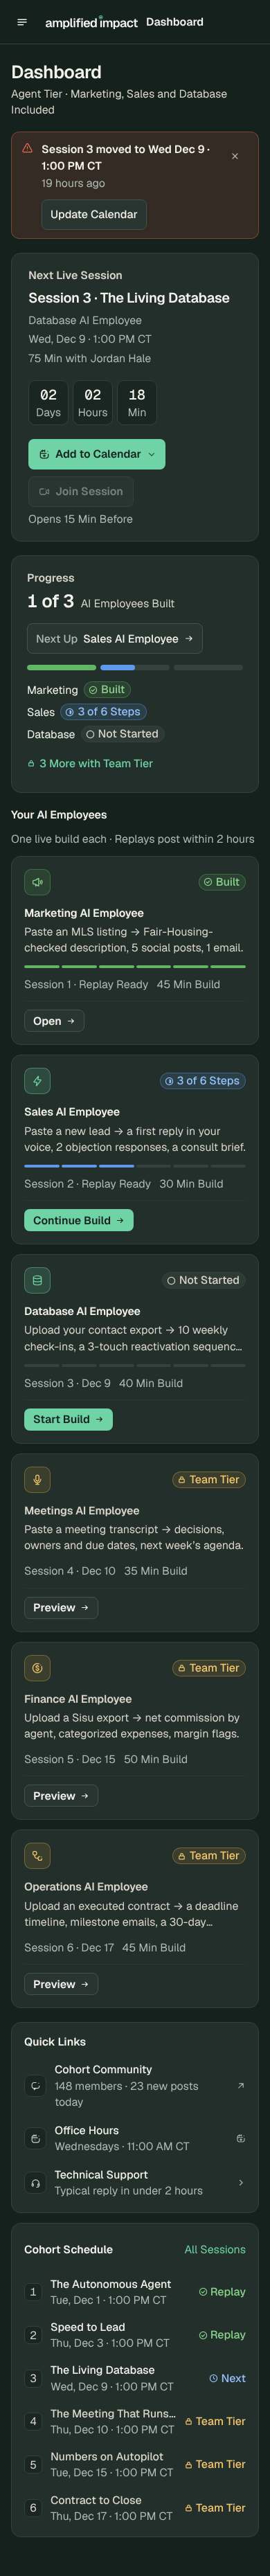 amplified impact Dashboard
Dashboard
Agent Tier · Marketing, Sales and Database
Included
Session 3 moved to Wed Dec 9 ·
1:00 PM CT
19 hours ago
Update Calendar
Next Live Session
Session 3 · The Living Database
Database AI Employee
Wed, Dec 9 · 1:00 PM CT
75 Min with Jordan Hale
02 02 18
Days Hours Min
Add to Calendar
Join Session
Opens 15 Min Before
Progress
1 of 3 AI Employees Built
Next Up Sales AI Employee →
Marketing Built
Sales 3 of 6 Steps
Database Not Started
3 More with Team Tier
Your AI Employees
One live build each · Replays post within 2 hours
Built
Marketing AI Employee
Paste an MLS listing → Fair-Housing-
checked description, 5 social posts, 1 email.
Session 1 · Replay Ready 45 Min Build
Open →
3 of 6 Steps
Sales AI Employee
Paste a new lead → a first reply in your
voice, 2 objection responses, a consult brief.
Session 2 · Replay Ready 30 Min Build
Continue Build →
Not Started
Database AI Employee
Upload your contact export → 10 weekly
check-ins, a 3-touch reactivation sequenc...
Session 3 · Dec 9 40 Min Build
Start Build →
Team Tier
Meetings AI Employee
Paste a meeting transcript → decisions,
owners and due dates, next week's agenda.
Session 4 · Dec 10 35 Min Build
Preview →
Team Tier
Finance AI Employee
Upload a Sisu export → net commission by
agent, categorized expenses, margin flags.
Session 5 · Dec 15 50 Min Build
Preview →
Team Tier
Operations AI Employee
Upload an executed contract → a deadline
timeline, milestone emails, a 30-day...
Session 6 · Dec 17 45 Min Build
Preview →
Quick Links
Cohort Community
148 members · 23 new posts
today
Office Hours
Wednesdays · 11:00 AM CT
Technical Support
Typical reply in under 2 hours
Cohort Schedule All Sessions
1 The Autonomous Agent
Tue, Dec 1 · 1:00 PM CT Replay
2 Speed to Lead
Thu, Dec 3 · 1:00 PM CT Replay
3 The Living Database
Wed, Dec 9 · 1:00 PM CT Next
4 The Meeting That Runs...
Thu, Dec 10 · 1:00 PM CT Team Tier
5 Numbers on Autopilot
Tue, Dec 15 · 1:00 PM CT Team Tier
6 Contract to Close
Thu, Dec 17 · 1:00 PM CT Team Tier